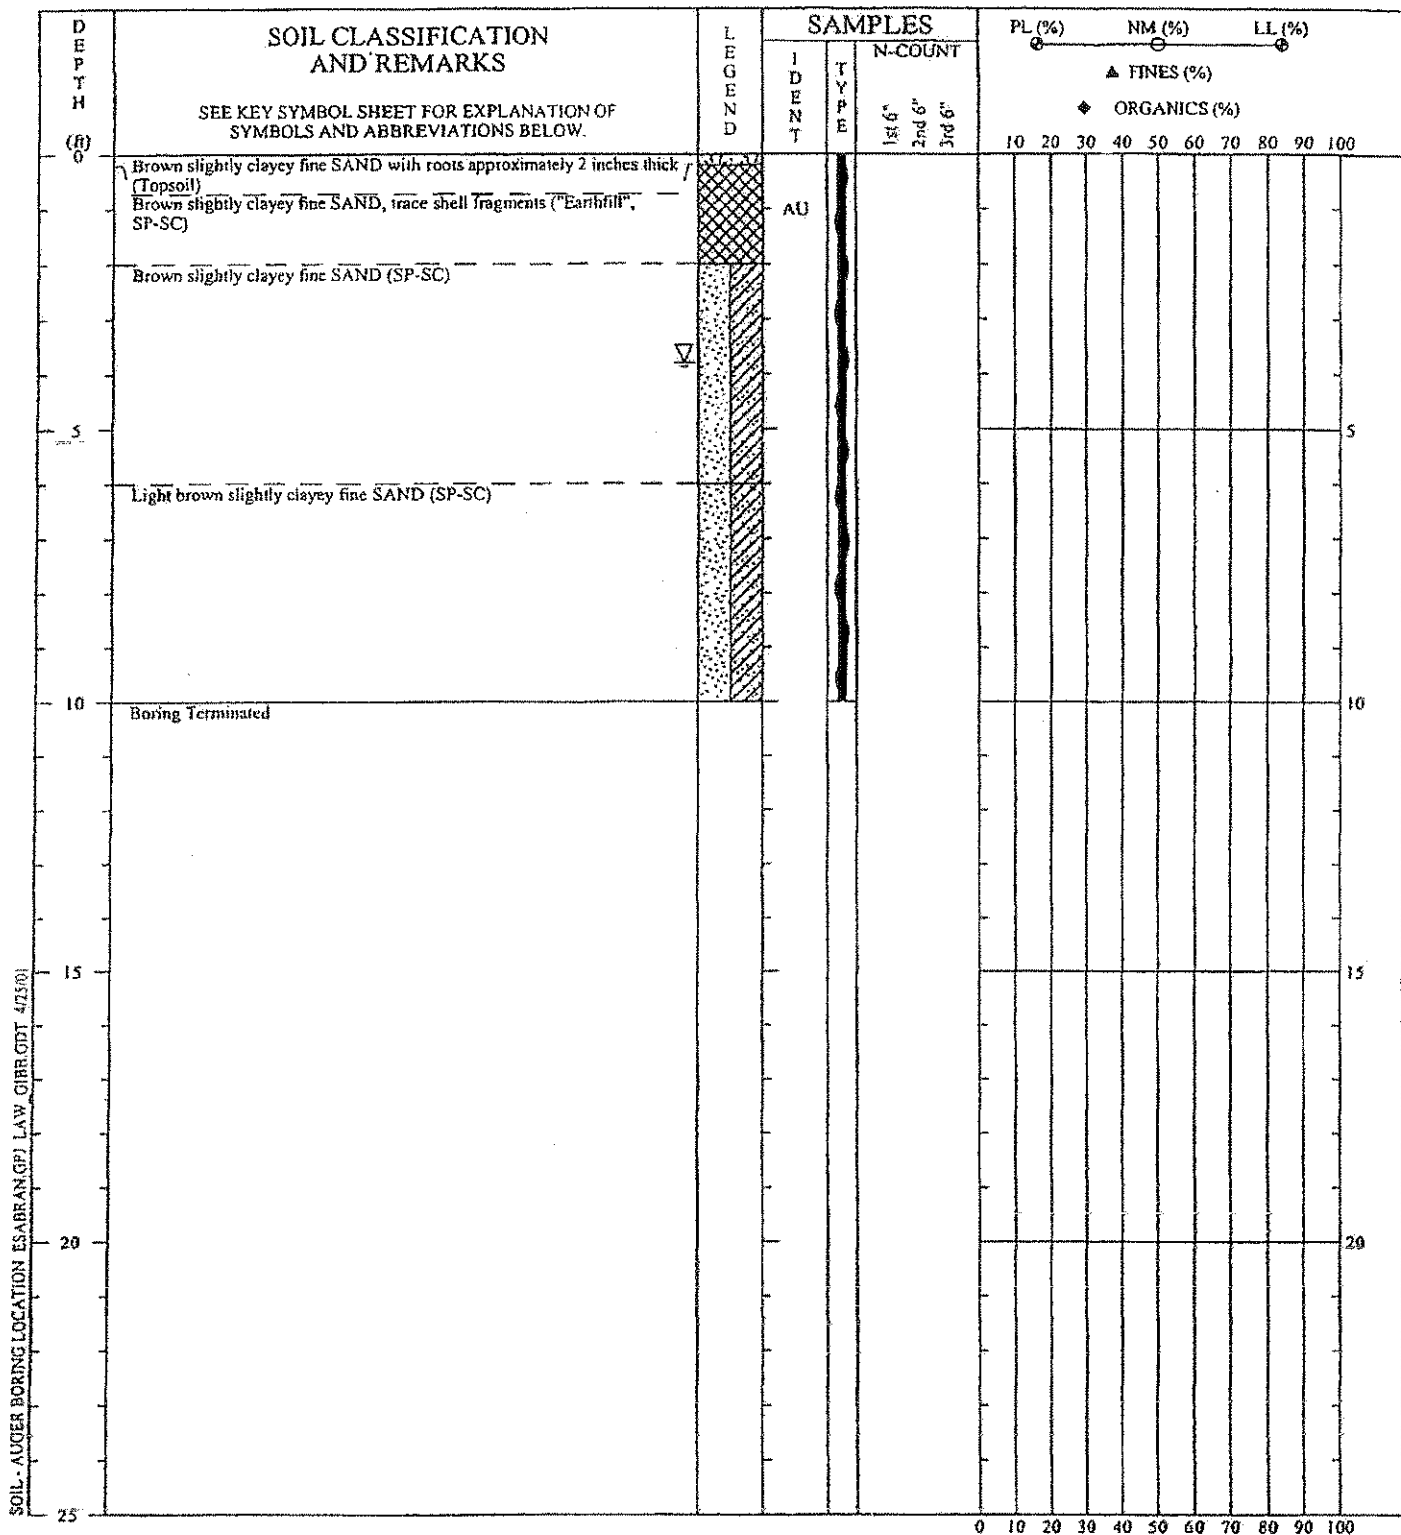 DEPTH
(ft)
SOIL CLASSIFICATION
AND REMARKS
SEE KEY SYMBOL SHEET FOR EXPLANATION OF
SYMBOLS AND ABBREVIATIONS BELOW.
LEGEND
SAMPLES
IDENT
TYPE
N-COUNT
1st 6"
2nd 6"
3rd 6"
PL (%) NM (%) LL (%)
FINES (%)
ORGANICS (%)
10 20 30 40 50 60 70 80 90 100
0
Brown slightly clayey fine SAND with roots approximately 2 inches thick
(Topsoil)
Brown slightly clayey fine SAND, trace shell fragments ("Earthfill",
SP-SC)
AU
Brown slightly clayey fine SAND (SP-SC)
5 5
Light brown slightly clayey fine SAND (SP-SC)
10 10
Boring Terminated
15 15
20 20
25
0 10 20 30 40 50 60 70 80 90 100
SOIL - AUGER BORING LOCATION ESABRAN.GPJ LAW GIBB.GDT 4/25/01